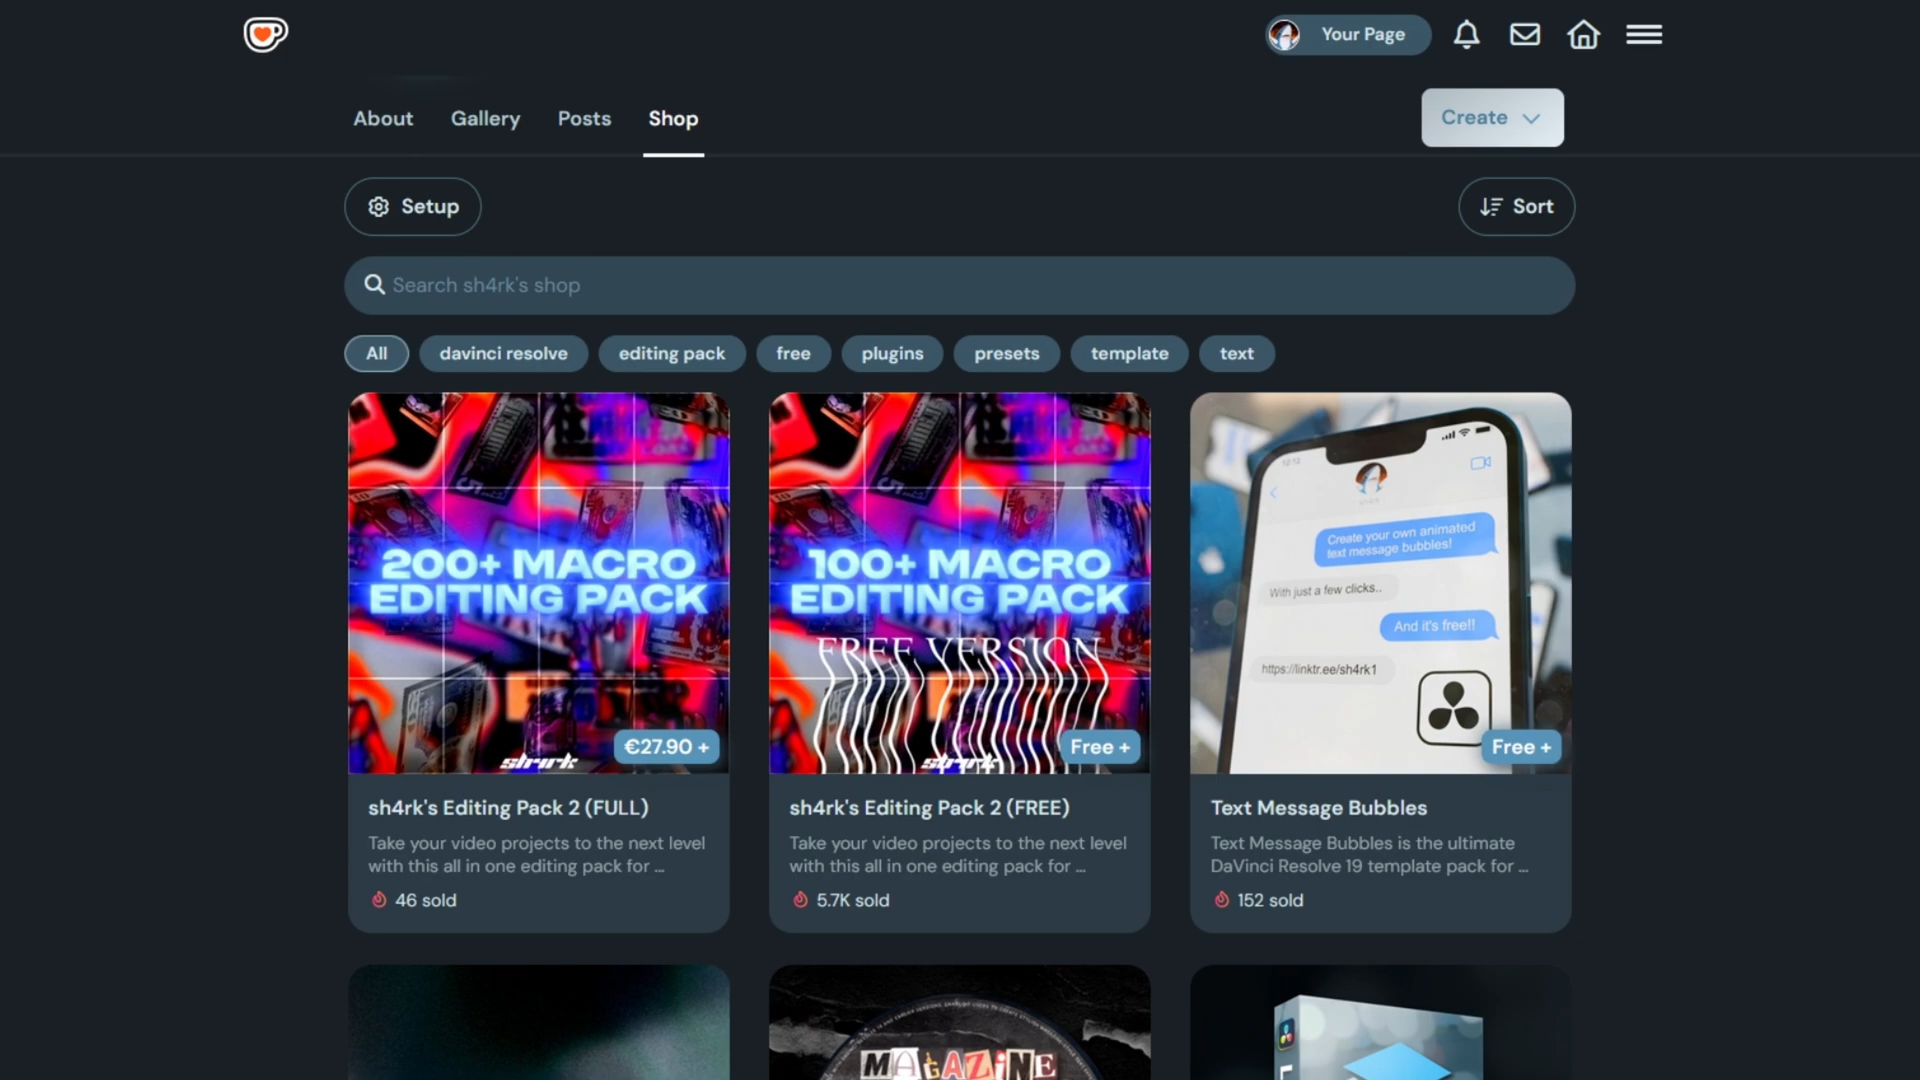 Your Page
About Gallery Posts Shop
Create
Setup
Sort
Search sh4rk's shop
All davinci resolve editing pack free plugins presets template text
200+ MACRO
EDITING PACK
sh4rk
€27.90 +
100+ MACRO
EDITING PACK
FREE VERSION
sh4rk
Free +
Create your own animated
text message bubbles!
With just a few clicks..
And it's free!!
https://linktr.ee/sh4rk1
Free +
sh4rk's Editing Pack 2 (FULL)
Take your video projects to the next level
with this all in one editing pack for ...
46 sold
sh4rk's Editing Pack 2 (FREE)
Take your video projects to the next level
with this all in one editing pack for ...
5.7K sold
Text Message Bubbles
Text Message Bubbles is the ultimate
DaVinci Resolve 19 template pack for ...
152 sold
MAGAZiNE